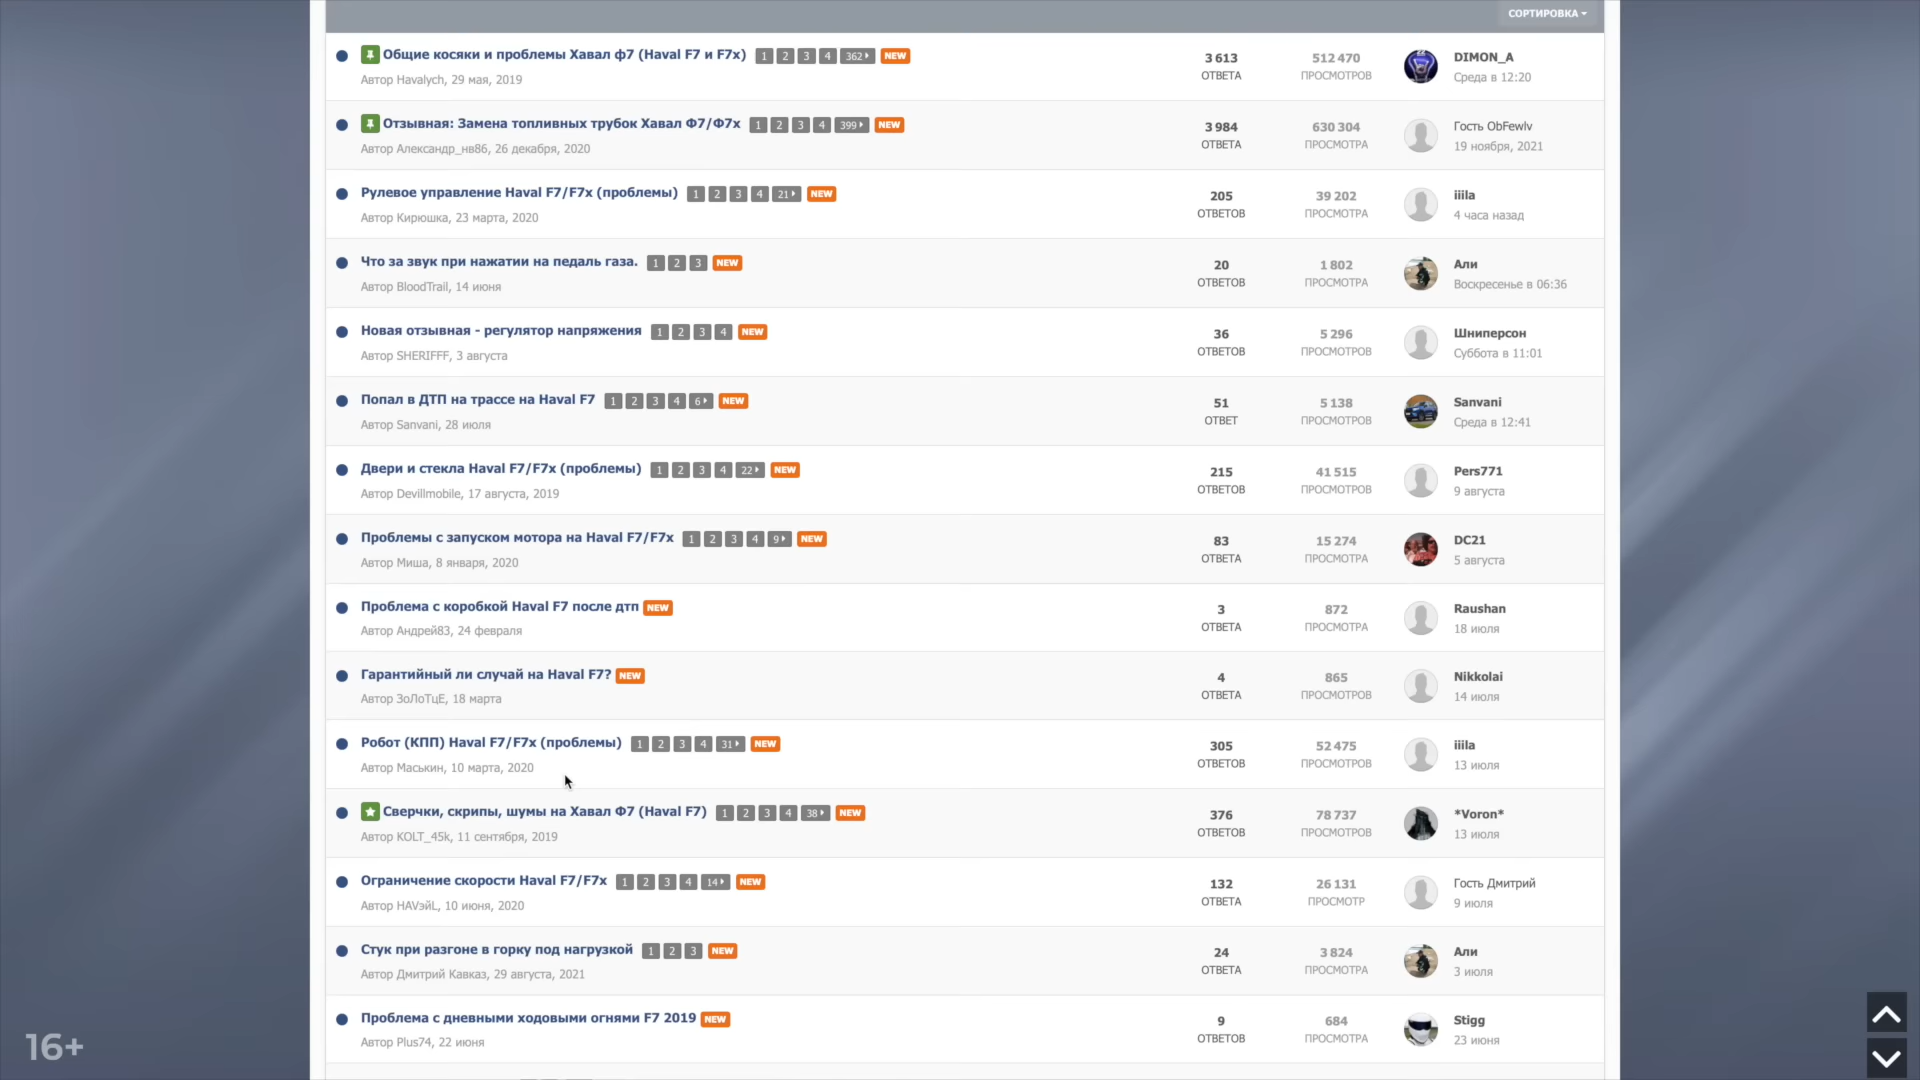 СОРТИРОВКА
Общие косяки и проблемы Хавал ф7 (Haval F7 и F7x) 1 2 3 4 362 NEW
Автор Havalych, 29 мая, 2019
3 613 ОТВЕТА
512 470 ПРОСМОТРОВ
DIMON_A
Среда в 12:20
Отзывная: Замена топливных трубок Хавал Ф7/Ф7х 1 2 3 4 399 NEW
Автор Александр_нв86, 26 декабря, 2020
3 984 ОТВЕТА
630 304 ПРОСМОТРА
Гость ObFewlv
19 ноября, 2021
Рулевое управление Haval F7/F7x (проблемы) 1 2 3 4 21 NEW
Автор Кирюшка, 23 марта, 2020
205 ОТВЕТОВ
39 202 ПРОСМОТРА
iiila
4 часа назад
Что за звук при нажатии на педаль газа. 1 2 3 NEW
Автор BloodTrail, 14 июня
20 ОТВЕТОВ
1 802 ПРОСМОТРА
Али
Воскресенье в 06:36
Новая отзывная - регулятор напряжения 1 2 3 4 NEW
Автор SHERIFFF, 3 августа
36 ОТВЕТОВ
5 296 ПРОСМОТРОВ
Шниперсон
Суббота в 11:01
Попал в ДТП на трассе на Haval F7 1 2 3 4 6 NEW
Автор Sanvani, 28 июля
51 ОТВЕТ
5 138 ПРОСМОТРОВ
Sanvani
Среда в 12:41
Двери и стекла Haval F7/F7x (проблемы) 1 2 3 4 22 NEW
Автор Devillmobile, 17 августа, 2019
215 ОТВЕТОВ
41 515 ПРОСМОТРОВ
Pers771
9 августа
Проблемы с запуском мотора на Haval F7/F7x 1 2 3 4 9 NEW
Автор Миша, 8 января, 2020
83 ОТВЕТА
15 274 ПРОСМОТРА
DC21
5 августа
Проблема с коробкой Haval F7 после дтп NEW
Автор Андрей83, 24 февраля
3 ОТВЕТА
872 ПРОСМОТРА
Raushan
18 июля
Гарантийный ли случай на Haval F7? NEW
Автор ЗоЛоТцЕ, 18 марта
4 ОТВЕТА
865 ПРОСМОТРОВ
Nikkolai
14 июля
Робот (КПП) Haval F7/F7x (проблемы) 1 2 3 4 31 NEW
Автор Маськин, 10 марта, 2020
305 ОТВЕТОВ
52 475 ПРОСМОТРОВ
iiila
13 июля
Сверчки, скрипы, шумы на Хавал Ф7 (Haval F7) 1 2 3 4 38 NEW
Автор KOLT_45k, 11 сентября, 2019
376 ОТВЕТОВ
78 737 ПРОСМОТРОВ
*Voron*
13 июля
Ограничение скорости Haval F7/F7x 1 2 3 4 14 NEW
Автор HAVэйL, 10 июня, 2020
132 ОТВЕТА
26 131 ПРОСМОТР
Гость Дмитрий
9 июля
Стук при разгоне в горку под нагрузкой 1 2 3 NEW
Автор Дмитрий Кавказ, 29 августа, 2021
24 ОТВЕТА
3 824 ПРОСМОТРА
Али
3 июля
Проблема с дневными ходовыми огнями F7 2019 NEW
Автор Plus74, 22 июня
9 ОТВЕТОВ
684 ПРОСМОТРА
Stigg
23 июня
16+